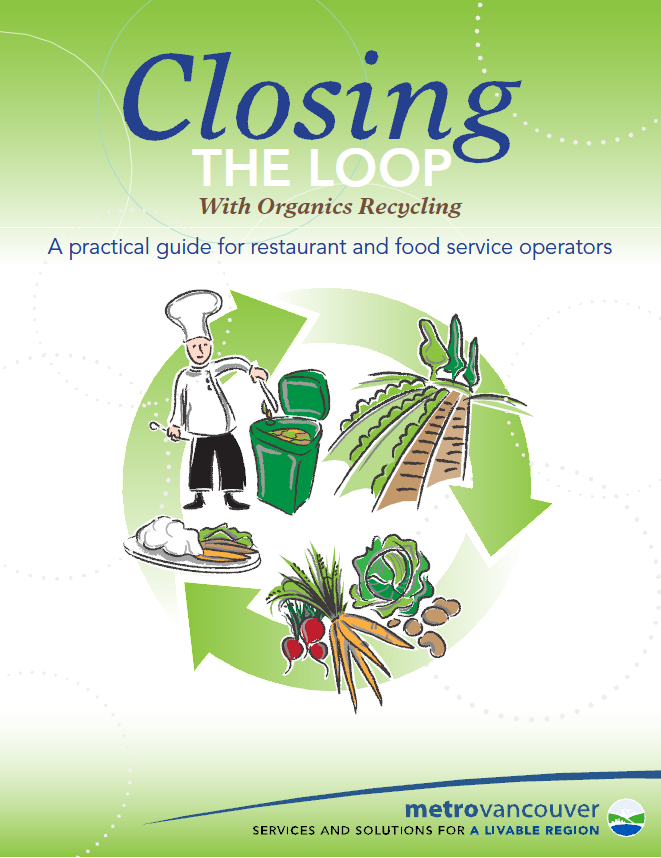 Closing
THE LOOP
With Organics Recycling
A practical guide for restaurant and food service operators
metrovancouver
SERVICES AND SOLUTIONS FOR A LIVABLE REGION